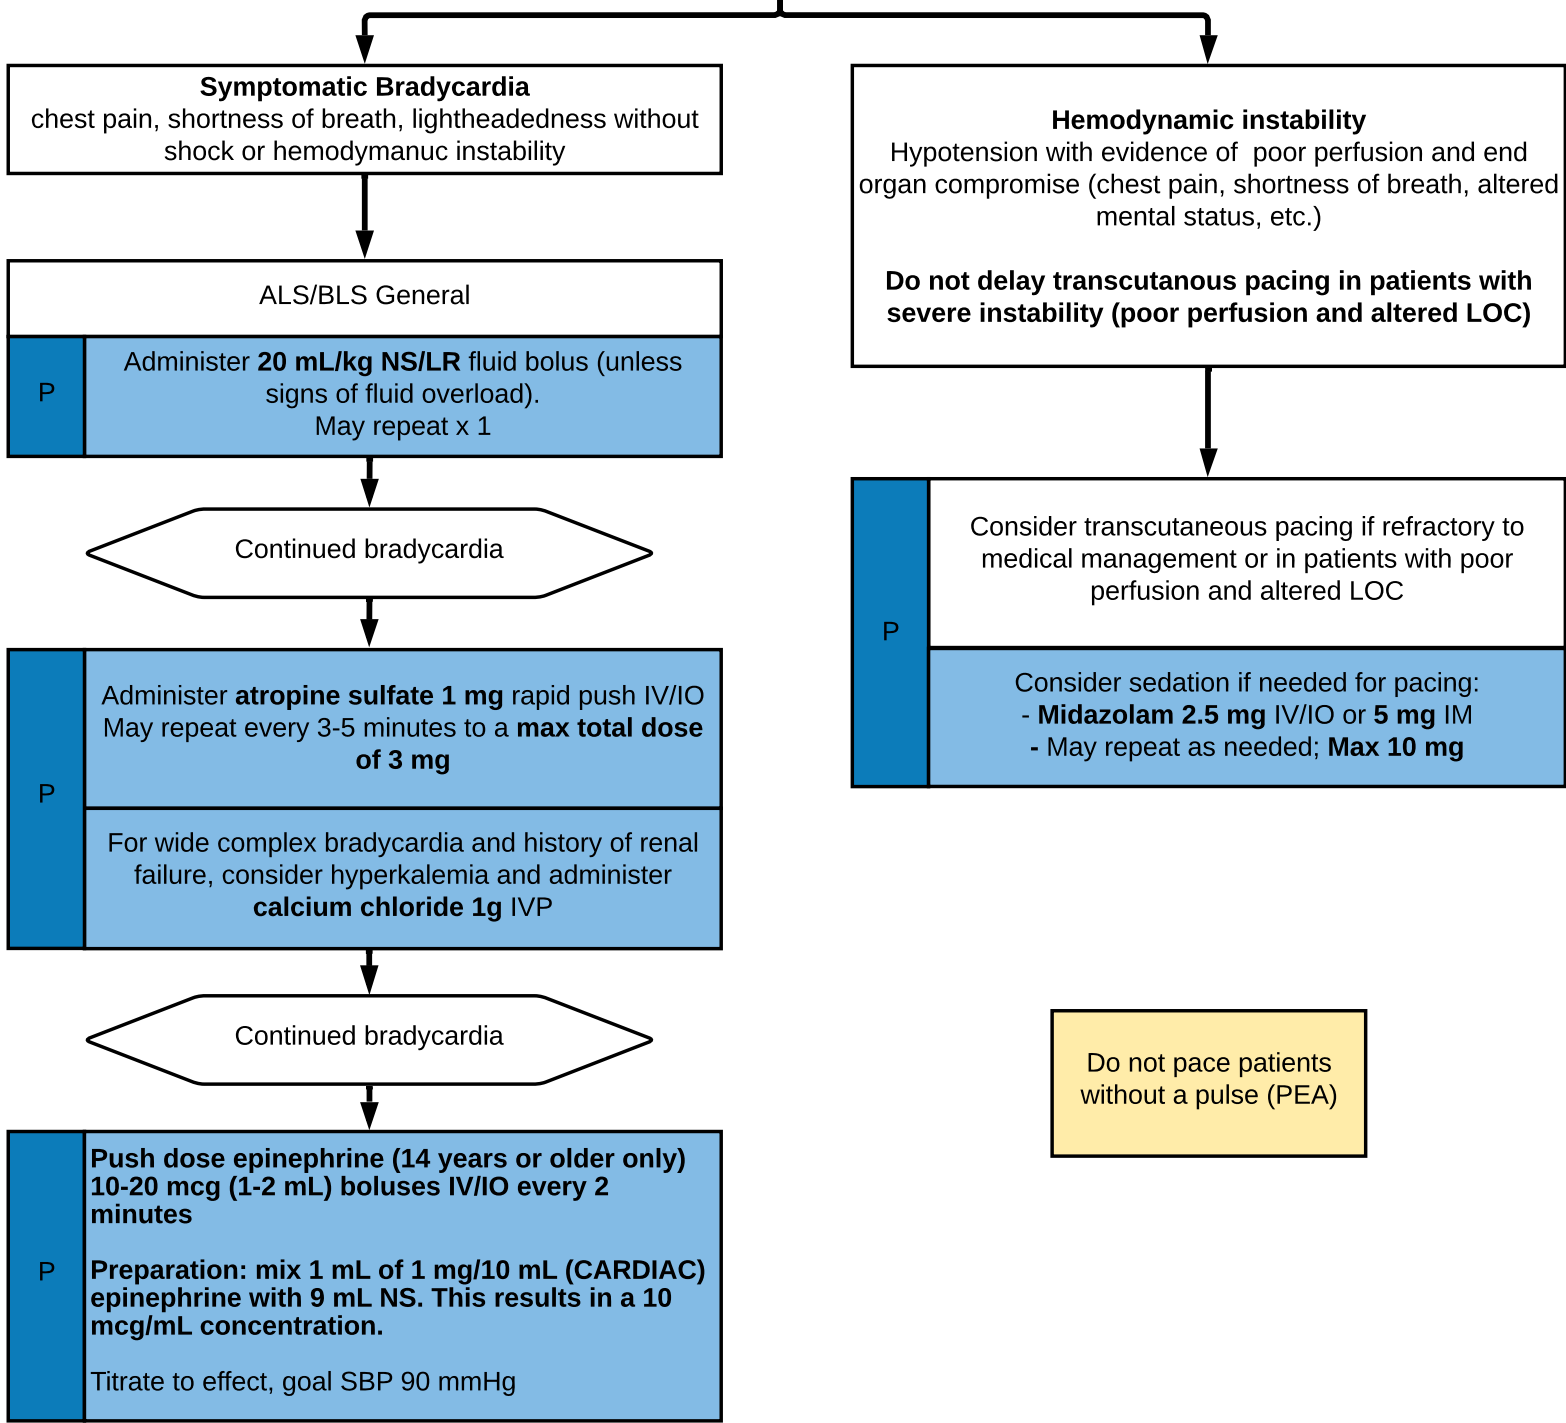 Symptomatic Bradycardia
chest pain, shortness of breath, lightheadedness without
shock or hemodymanuc instability
ALS/BLS General
P
Administer 20 mL/kg NS/LR fluid bolus (unless
signs of fluid overload).
May repeat x 1
Continued bradycardia
P
Administer atropine sulfate 1 mg rapid push IV/IO
May repeat every 3-5 minutes to a max total dose
of 3 mg
For wide complex bradycardia and history of renal
failure, consider hyperkalemia and administer
calcium chloride 1g IVP
Continued bradycardia
P
Push dose epinephrine (14 years or older only)
10-20 mcg (1-2 mL) boluses IV/IO every 2
minutes
Preparation: mix 1 mL of 1 mg/10 mL (CARDIAC)
epinephrine with 9 mL NS. This results in a 10
mcg/mL concentration.
Titrate to effect, goal SBP 90 mmHg
Hemodynamic instability
Hypotension with evidence of  poor perfusion and end
organ compromise (chest pain, shortness of breath, altered
mental status, etc.)
Do not delay transcutanous pacing in patients with
severe instability (poor perfusion and altered LOC)
P
Consider transcutaneous pacing if refractory to
medical management or in patients with poor
perfusion and altered LOC
Consider sedation if needed for pacing:
- Midazolam 2.5 mg IV/IO or 5 mg IM
- May repeat as needed; Max 10 mg
Do not pace patients
without a pulse (PEA)